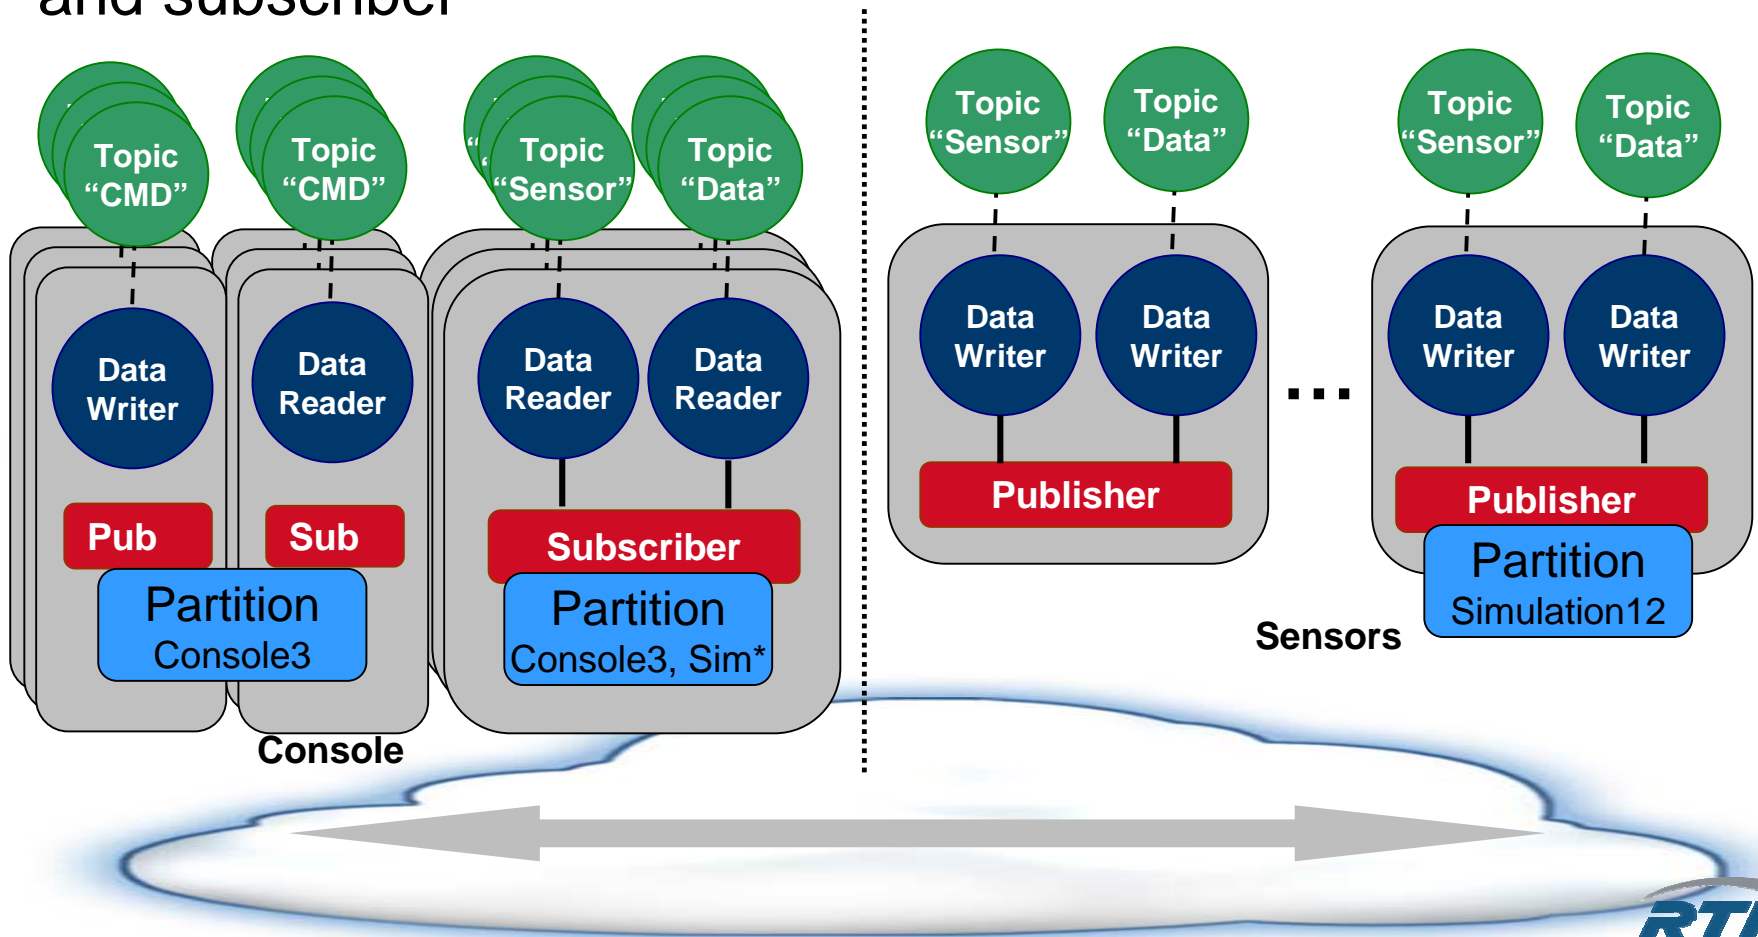 and subscriber
Topic
“CMD”
Topic
“CMD”
Topic
“Sensor”
Topic
“Data”
Topic
“Sensor”
Topic
“Data”
Topic
“Sensor”
Topic
“Data”
Data
Writer
Data
Reader
Data
Reader
Data
Reader
Data
Writer
Data
Writer
...
Data
Writer
Data
Writer
Pub
Sub
Subscriber
Publisher
Publisher
Partition
Console3
Partition
Console3, Sim*
Partition
Simulation12
Console
Sensors